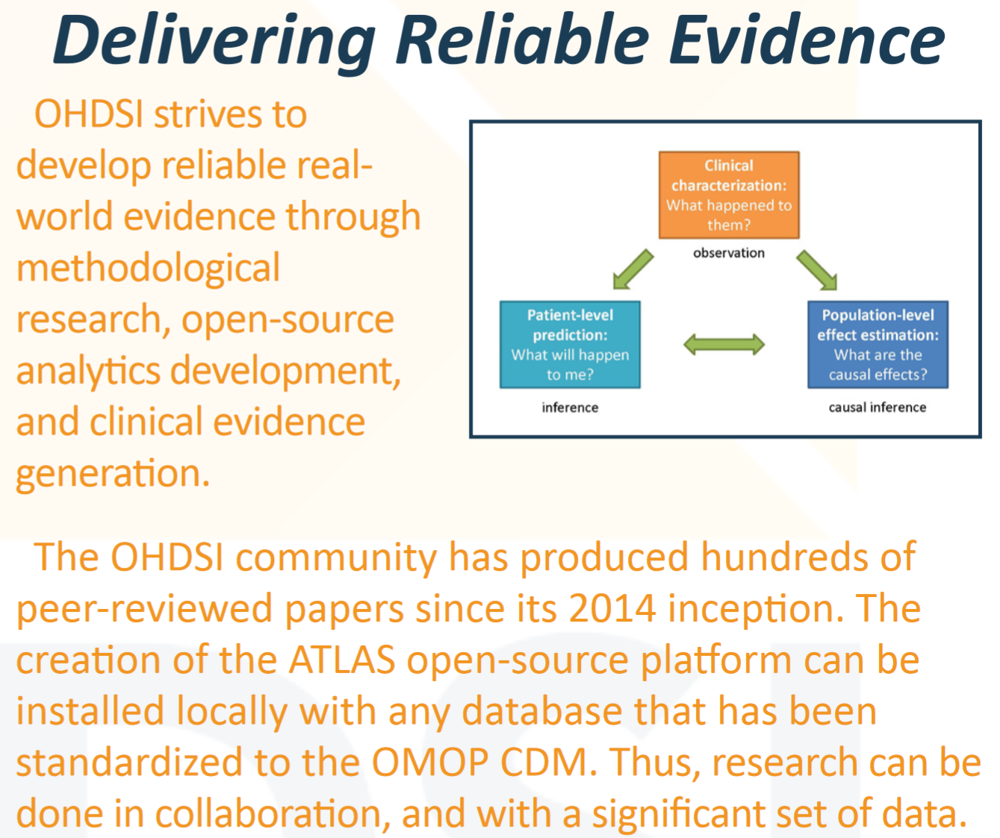 Delivering Reliable Evidence
OHDSI strives to
develop reliable real-
world evidence through
methodological
research, open-source
analytics development,
and clinical evidence
generation.
Clinical
characterization:
What happened to
them?
observation
Patient-level
prediction:
What will happen
to me?
inference
Population-level
effect estimation:
What are the
causal effects?
causal inference
The OHDSI community has produced hundreds of
peer-reviewed papers since its 2014 inception. The
creation of the ATLAS open-source platform can be
installed locally with any database that has been
standardized to the OMOP CDM. Thus, research can be
done in collaboration, and with a significant set of data.